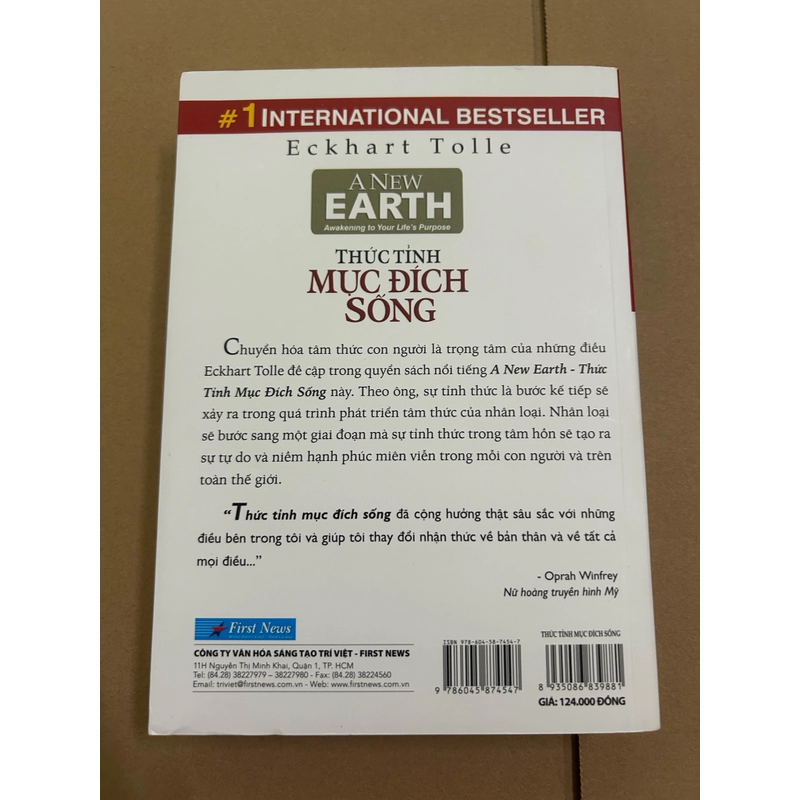 #1 INTERNATIONAL BESTSELLER
Eckhart Tolle
A NEW
EARTH
Awakening to Your Life's Purpose
THỨC TỈNH
MỤC ĐÍCH
SỐNG
Chuyển hóa tâm thức con người là trọng tâm của những điều
Eckhart Tolle đề cập trong quyển sách nổi tiếng A New Earth - Thức
Tỉnh Mục Đích Sống này. Theo ông, sự tỉnh thức là bước kế tiếp sẽ
xảy ra trong quá trình phát triển tâm thức của nhân loại. Nhân loại
sẽ bước sang một giai đoạn mà sự tỉnh thức trong tâm hồn sẽ tạo ra
sự tự do và niềm hạnh phúc miên viễn trong mỗi con người và trên
toàn thế giới.
“Thức tỉnh mục đích sống đã cộng hưởng thật sâu sắc với những
điều bên trong tôi và giúp tôi thay đổi nhận thức về bản thân và về tất cả
mọi điều...”
- Oprah Winfrey
Nữ hoàng truyền hình Mỹ
First News
CÔNG TY VĂN HÓA SÁNG TẠO TRÍ VIỆT - FIRST NEWS
11H Nguyễn Thị Minh Khai, Quận 1, TP. HCM
Tel: (84.28) 38227979 – 38227980 - Fax: (84.28) 38224560
Email: triviet@firstnews.com.vn - Web: www.firstnews.com.vn
ISBN 978-604-58-7454-7
9 786045 874547
THỨC TỈNH MỤC ĐÍCH SỐNG
8 935086 839881
GIÁ: 124.000 ĐỒNG